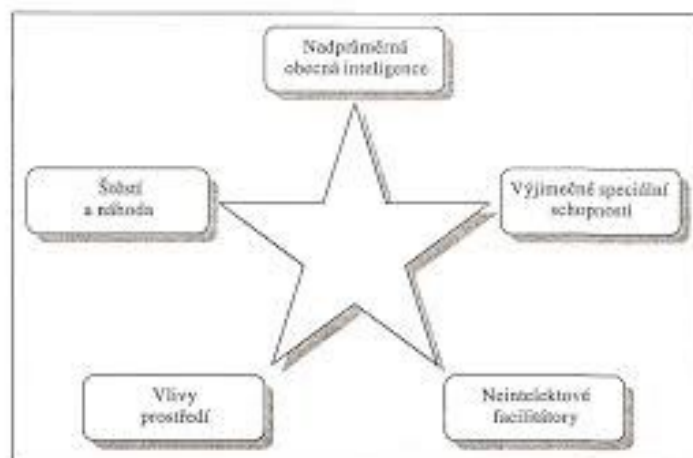 Nadprůměrná
obecná inteligence
Štěstí
a náhoda
Výjimečné speciální
schopnosti
Vlivy
prostředí
Neintelektové
facilitátory